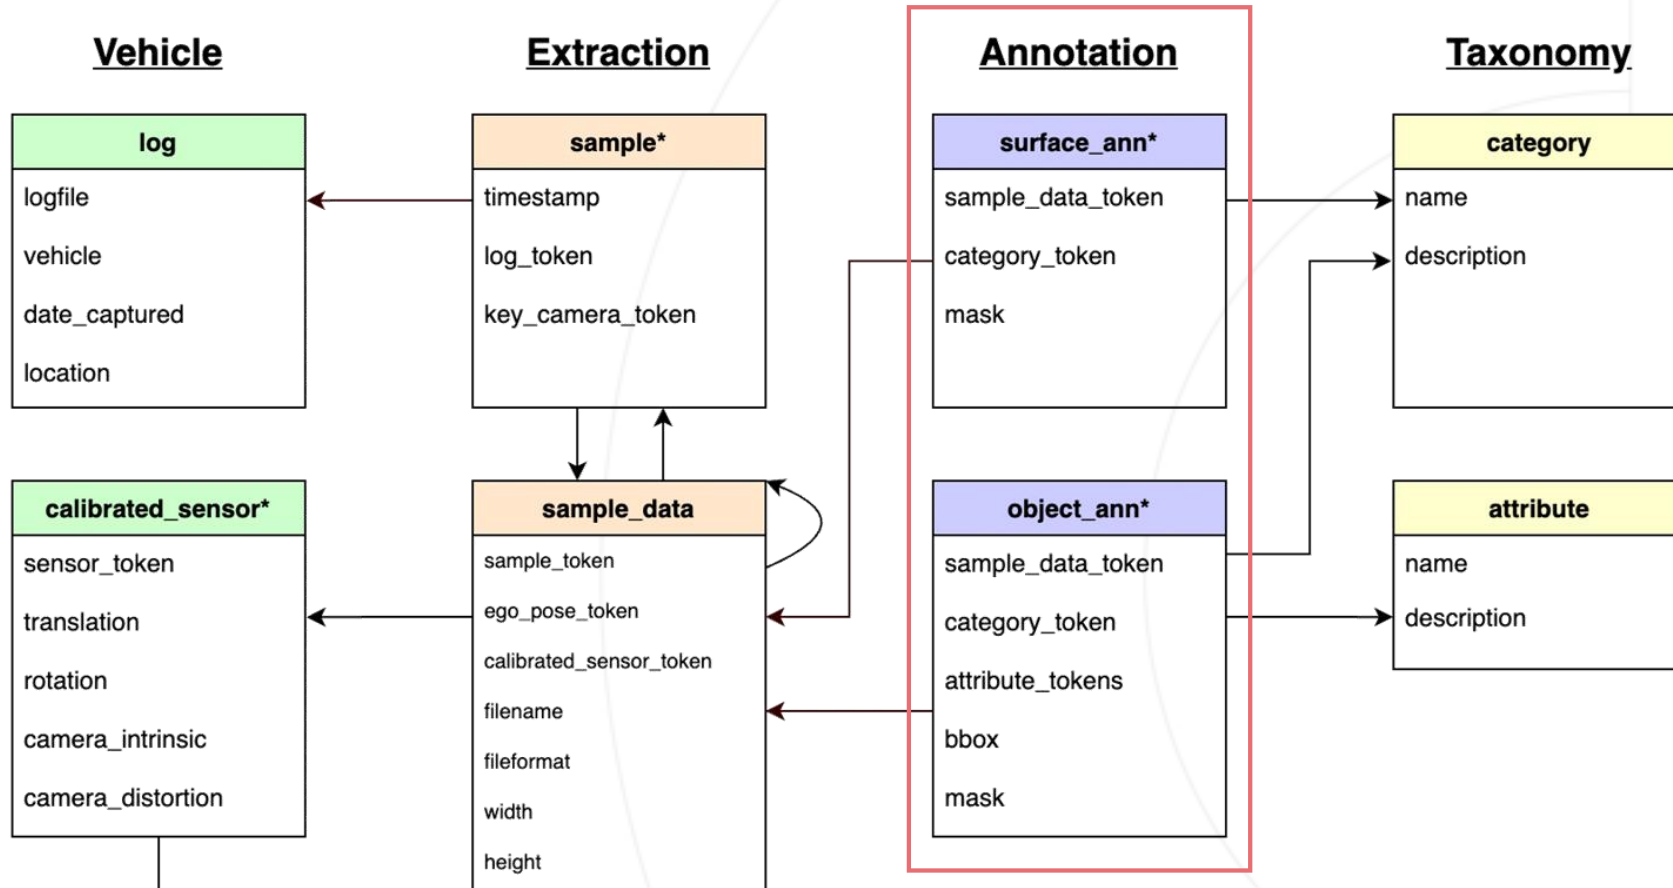 Vehicle
Extraction
Annotation
Taxonomy
log
logfile
vehicle
date_captured
location
sample*
timestamp
log_token
key_camera_token
surface_ann*
sample_data_token
category_token
mask
category
name
description
calibrated_sensor*
sensor_token
translation
rotation
camera_intrinsic
camera_distortion
sample_data
sample_token
ego_pose_token
calibrated_sensor_token
filename
fileformat
width
height
object_ann*
sample_data_token
category_token
attribute_tokens
bbox
mask
attribute
name
description